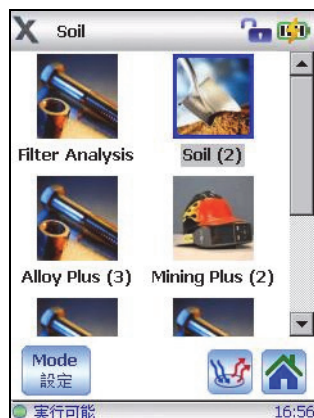 X Soil
Filter Analysis
Soil (2)
Alloy Plus (3)
Mining Plus (2)
Mode
設定
実行可能
16:56